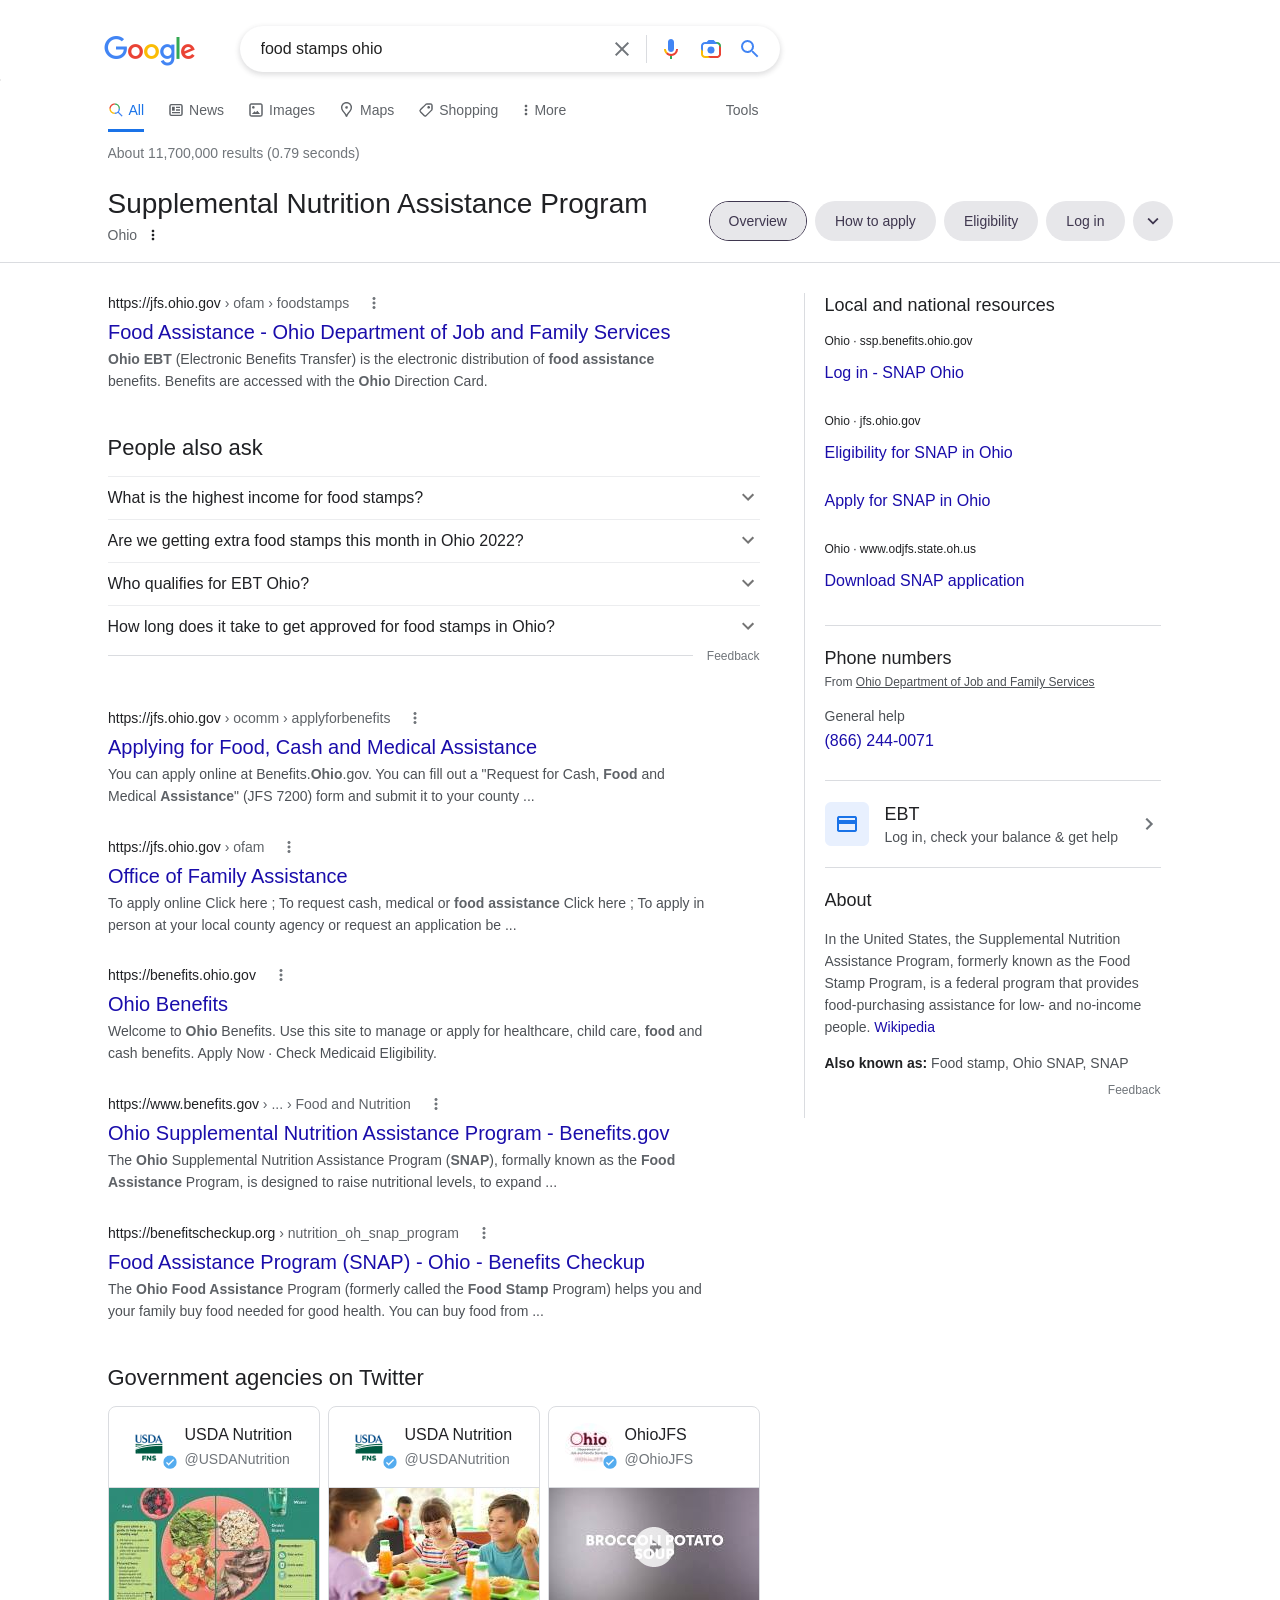 Google
food stamps ohio
All
News
Images
Maps
Shopping
More
Tools
About 11,700,000 results (0.79 seconds)
Supplemental Nutrition Assistance Program
Ohio
Overview
How to apply
Eligibility
Log in
https://jfs.ohio.gov › ofam › foodstamps
Food Assistance - Ohio Department of Job and Family Services
Ohio EBT (Electronic Benefits Transfer) is the electronic distribution of food assistance
benefits. Benefits are accessed with the Ohio Direction Card.
People also ask
What is the highest income for food stamps?
Are we getting extra food stamps this month in Ohio 2022?
Who qualifies for EBT Ohio?
How long does it take to get approved for food stamps in Ohio?
Feedback
https://jfs.ohio.gov › ocomm › applyforbenefits
Applying for Food, Cash and Medical Assistance
You can apply online at Benefits.Ohio.gov. You can fill out a "Request for Cash, Food and
Medical Assistance" (JFS 7200) form and submit it to your county ...
https://jfs.ohio.gov › ofam
Office of Family Assistance
To apply online Click here ; To request cash, medical or food assistance Click here ; To apply in
person at your local county agency or request an application be ...
https://benefits.ohio.gov
Ohio Benefits
Welcome to Ohio Benefits. Use this site to manage or apply for healthcare, child care, food and
cash benefits. Apply Now · Check Medicaid Eligibility.
https://www.benefits.gov › ... › Food and Nutrition
Ohio Supplemental Nutrition Assistance Program - Benefits.gov
The Ohio Supplemental Nutrition Assistance Program (SNAP), formally known as the Food
Assistance Program, is designed to raise nutritional levels, to expand ...
https://benefitscheckup.org › nutrition_oh_snap_program
Food Assistance Program (SNAP) - Ohio - Benefits Checkup
The Ohio Food Assistance Program (formerly called the Food Stamp Program) helps you and
your family buy food needed for good health. You can buy food from ...
Government agencies on Twitter
USDA
FNS
USDA Nutrition
@USDANutrition
USDA
FNS
USDA Nutrition
@USDANutrition
Ohio
OhioJFS
@OhioJFS
Fruit
Water
BROCCOLI POTATO
SOUP
Local and national resources
Ohio · ssp.benefits.ohio.gov
Log in - SNAP Ohio
Ohio · jfs.ohio.gov
Eligibility for SNAP in Ohio
Apply for SNAP in Ohio
Ohio · www.odjfs.state.oh.us
Download SNAP application
Phone numbers
From Ohio Department of Job and Family Services
General help
(866) 244-0071
EBT
Log in, check your balance & get help
About
In the United States, the Supplemental Nutrition
Assistance Program, formerly known as the Food
Stamp Program, is a federal program that provides
food-purchasing assistance for low- and no-income
people. Wikipedia
Also known as: Food stamp, Ohio SNAP, SNAP
Feedback